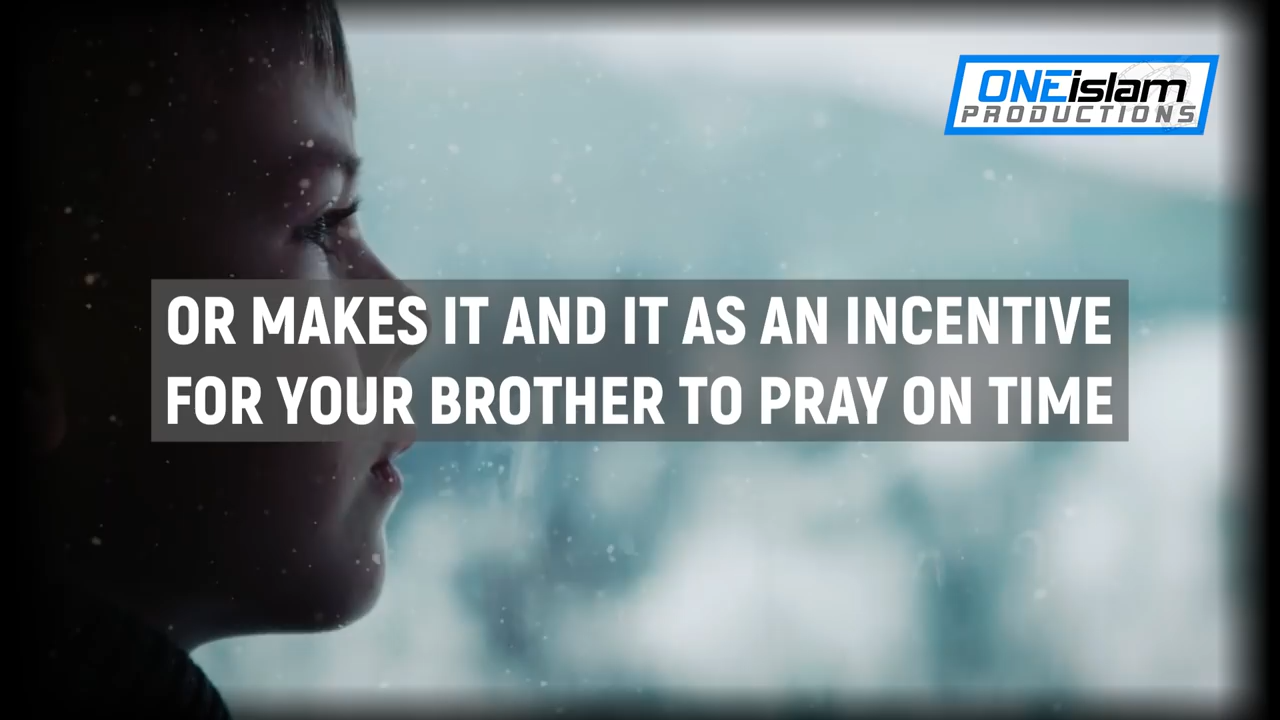 ONEislam
PRODUCTIONS
OR MAKES IT AND IT AS AN INCENTIVE
FOR YOUR BROTHER TO PRAY ON TIME